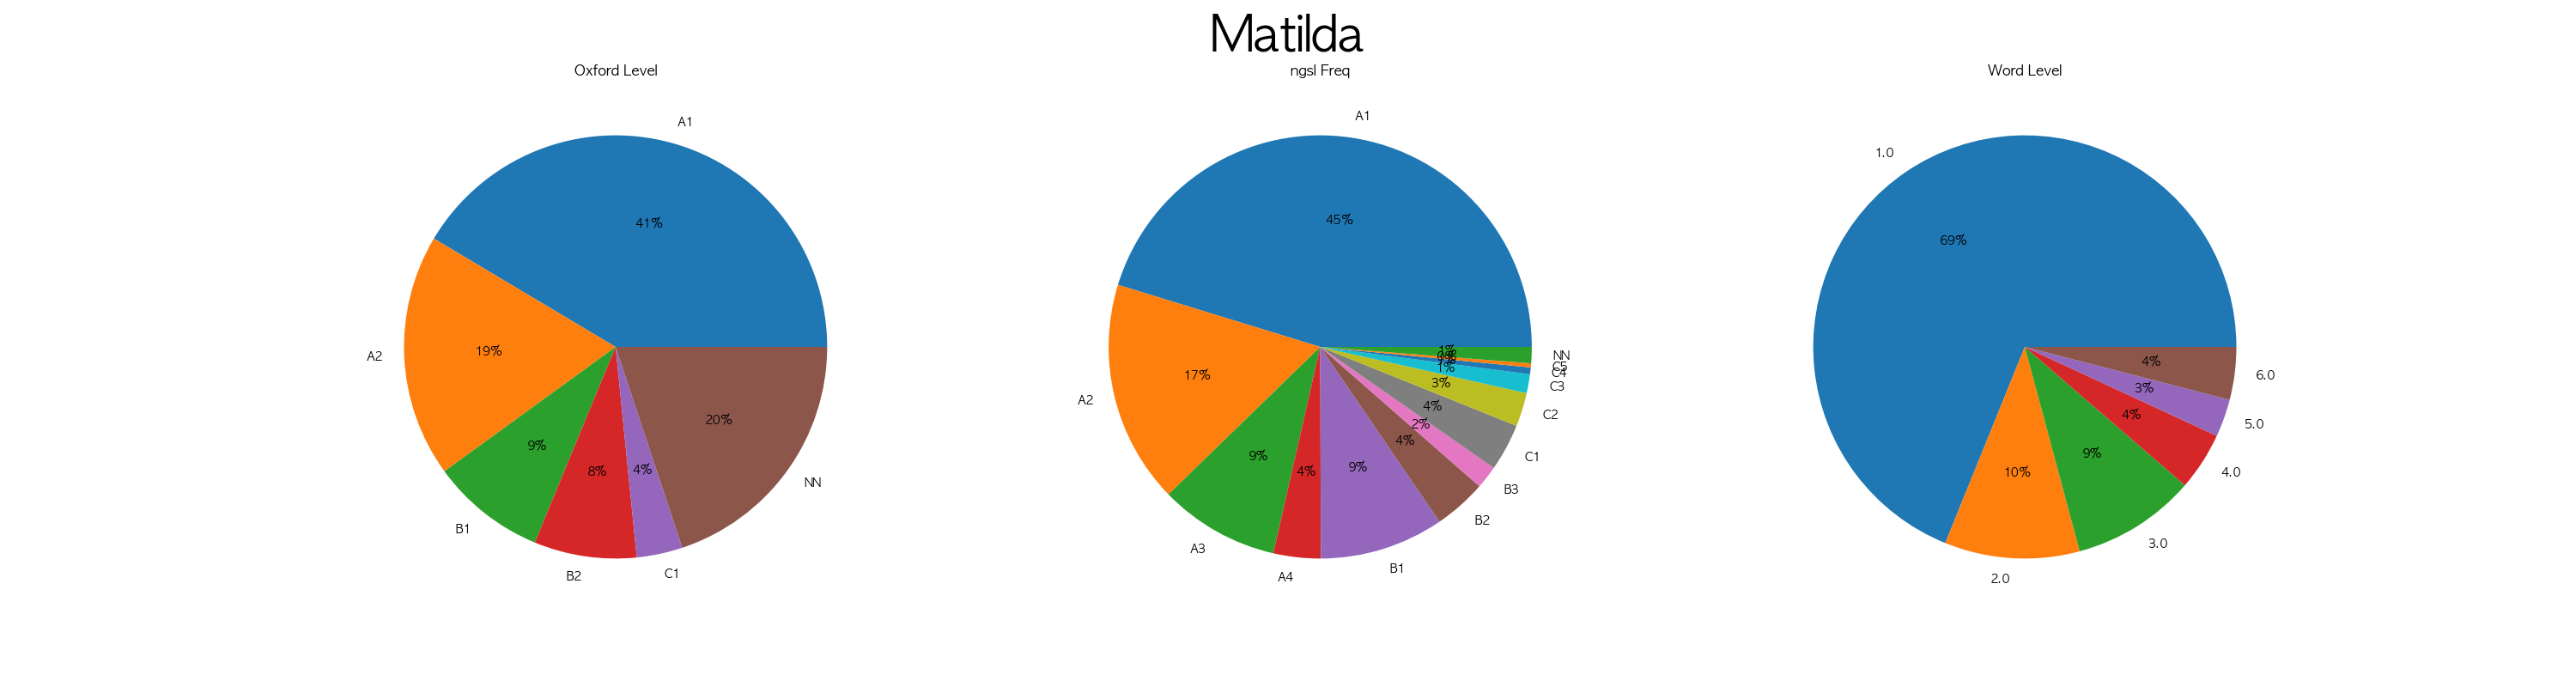 Matilda
Oxford Level
A1
41%
A2
19%
B1
9%
B2
8%
C1
4%
NN
20%
ngsl Freq
A1
45%
A2
17%
A3
9%
A4
4%
B1
9%
B2
4%
B3
2%
C1
4%
C2
3%
C3
1%
C4
C5
NN
1%
Word Level
1.0
69%
2.0
10%
3.0
9%
4.0
4%
5.0
3%
6.0
4%